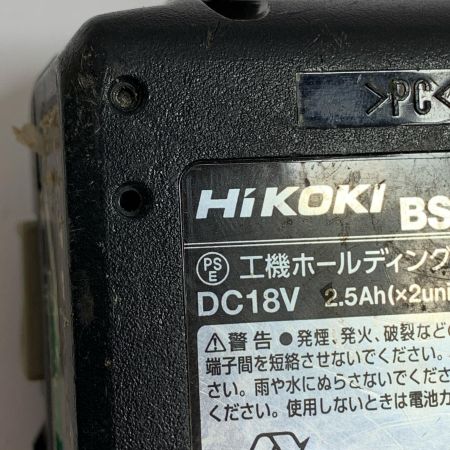 >PC<
HiKOKI BS
PS E 工機ホールディング
DC18V 2.5Ah(×2uni
⚠警告 ●発煙、発火、破裂など
端子間を短絡させないでください。
さい。雨や水にぬらさないでくださ
ください。使用しないときは電池カ